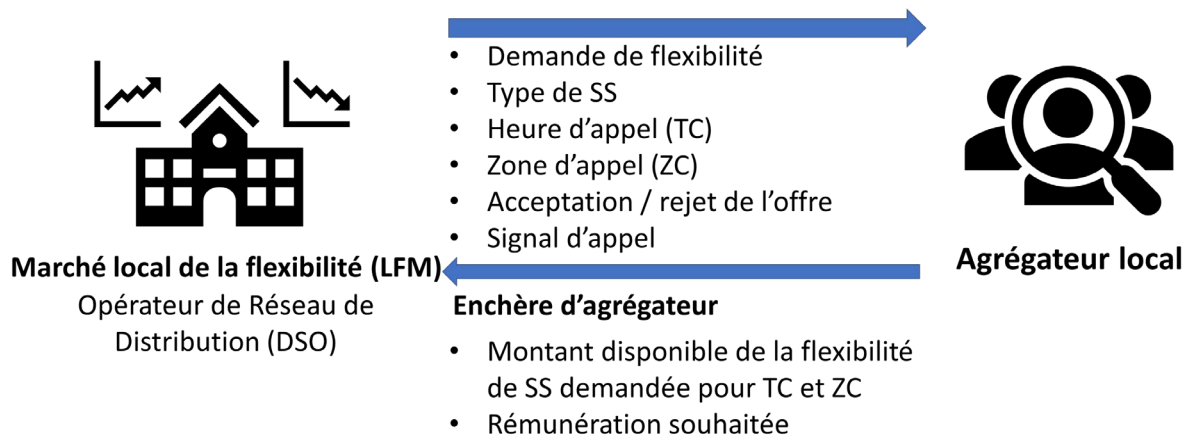 • Demande de flexibilité
• Type de SS
• Heure d’appel (TC)
• Zone d’appel (ZC)
• Acceptation / rejet de l’offre
• Signal d’appel
Marché local de la flexibilité (LFM)
Opérateur de Réseau de
Distribution (DSO)
Agrégateur local
Enchère d’agrégateur
• Montant disponible de la flexibilité
de SS demandée pour TC et ZC
• Rémunération souhaitée